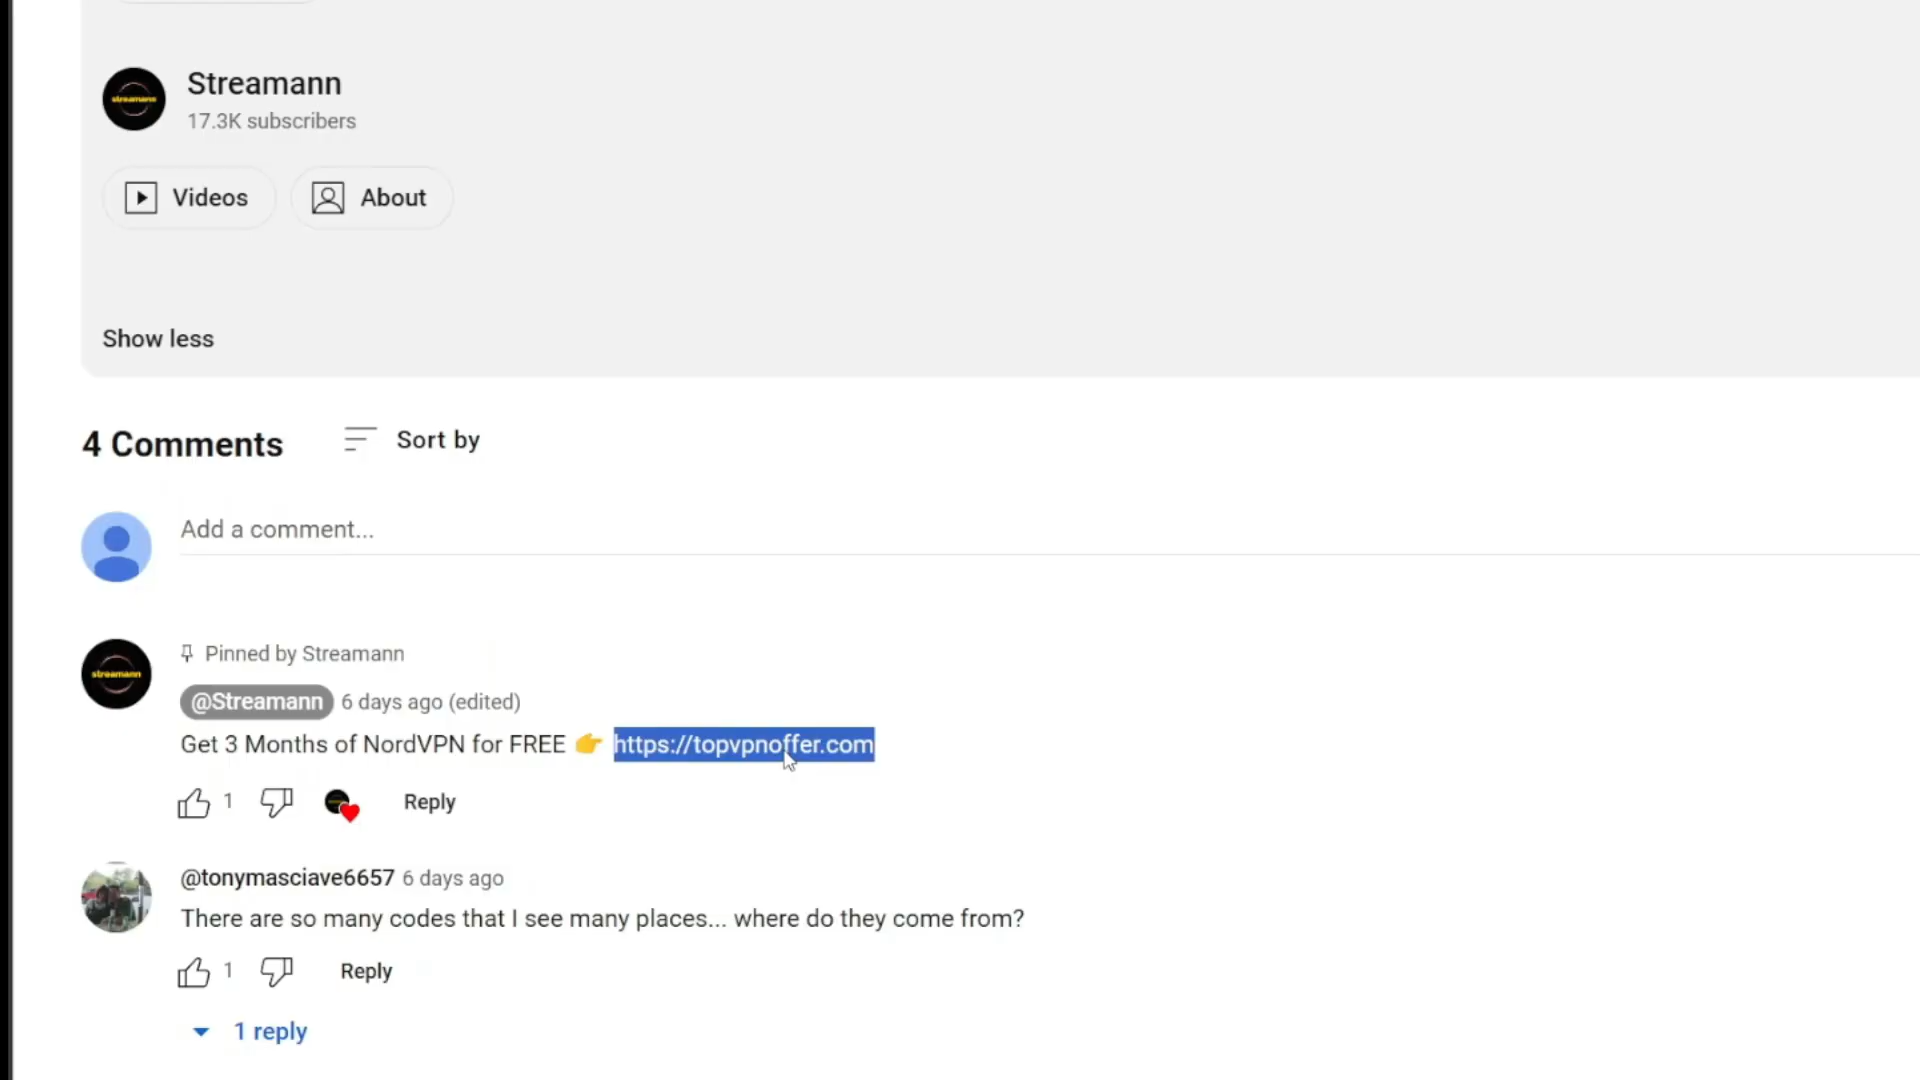 streamann
Streamann
17.3K subscribers
Videos
About
Show less
4 Comments
Sort by
Add a comment...
Pinned by Streamann
streamann
@Streamann 6 days ago (edited)
Get 3 Months of NordVPN for FREE 👉 https://topvpnoffer.com
1
Reply
@tonymasciave6657 6 days ago
There are so many codes that I see many places... where do they come from?
1
Reply
1 reply